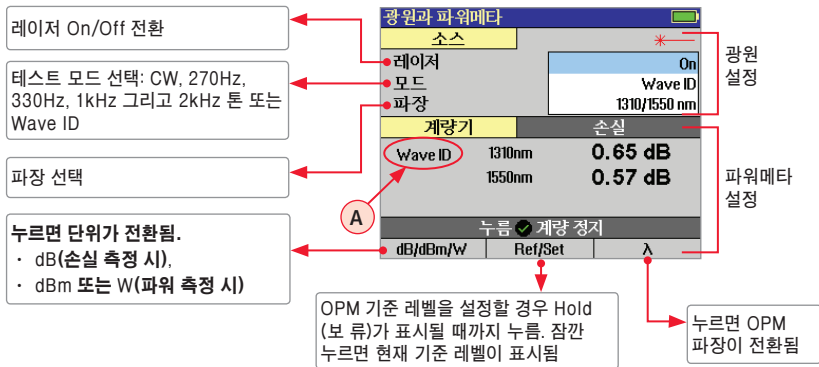 레이저 On/Off 전환
테스트 모드 선택: CW, 270Hz,
330Hz, 1kHz 그리고 2kHz 톤 또는
Wave ID
파장 선택
누르면 단위가 전환됨.
· dB(손실 측정 시),
· dBm 또는 W(파워 측정 시)
광원과 파워메타
소스
레이저
On
모드
Wave ID
파장
1310/1550 nm
계량기
손실
Wave ID 1310nm 0.65 dB
1550nm 0.57 dB
A
누름 계량 정지
dB/dBm/W
Ref/Set
λ
광원
설정
파워메타
설정
OPM 기준 레벨을 설정할 경우 Hold
(보 류)가 표시될 때까지 누름. 잠깐
누르면 현재 기준 레벨이 표시됨
누르면 OPM
파장이 전환됨